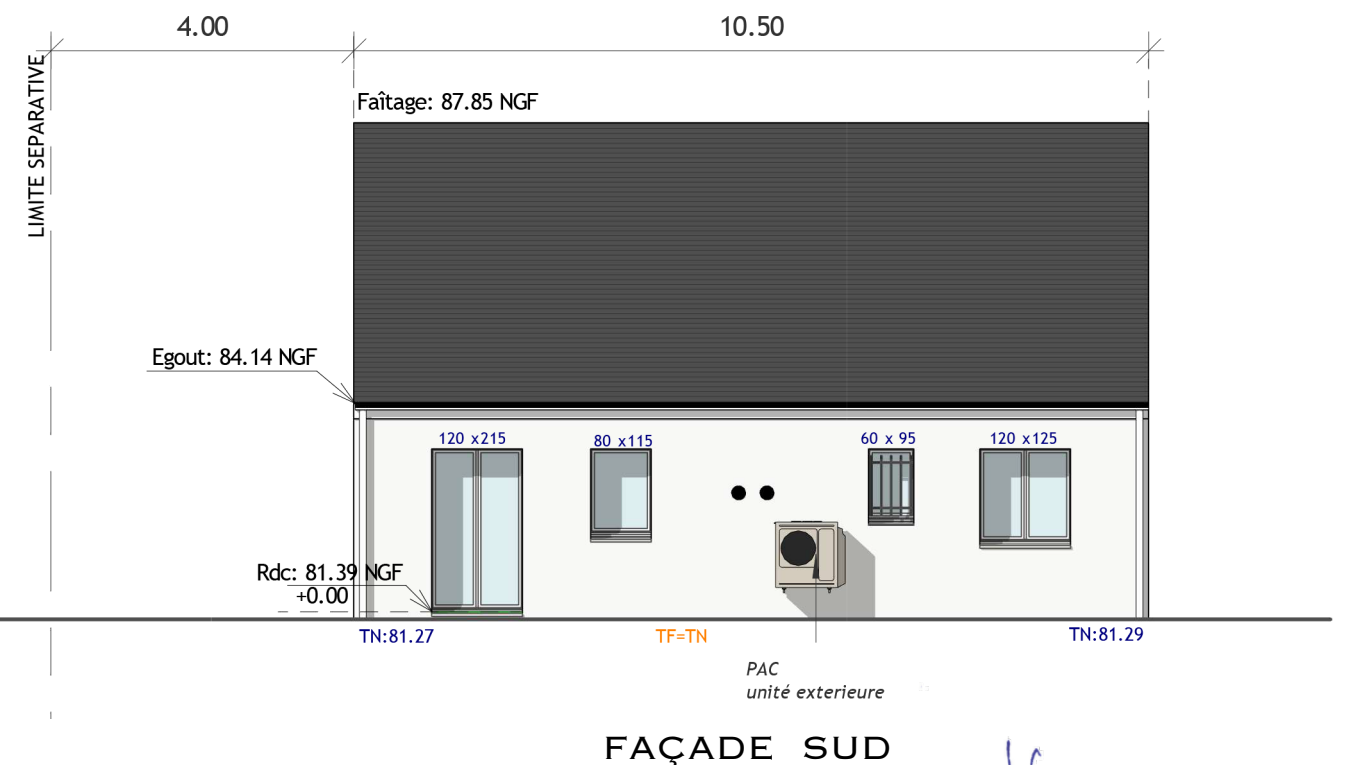 4.00
10.50
LIMITE SEPARATIVE
Faîtage: 87.85 NGF
Egout: 84.14 NGF
120 x215
80 x115
60 x 95
120 x125
Rdc: 81.39 NGF
+0.00
TN:81.27
TF=TN
TN:81.29
PAC
unité exterieure
FAÇADE SUD